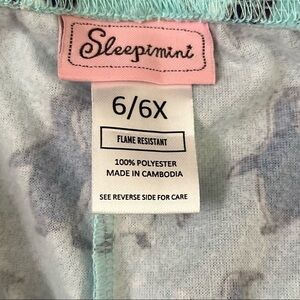 Sleepimini
6/6X
FLAME RESISTANT
100% POLYESTER
MADE IN CAMBODIA
SEE REVERSE SIDE FOR CARE